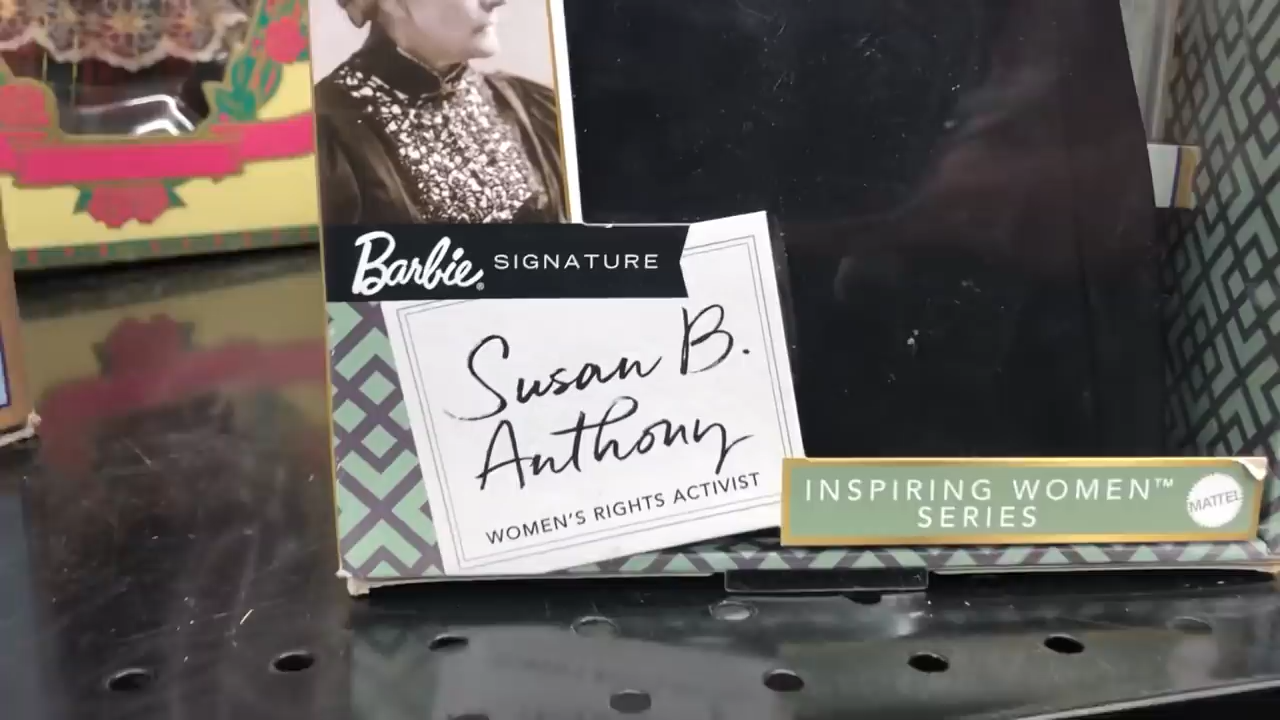 Barbie® SIGNATURE
Susan B.
Anthony
WOMEN'S RIGHTS ACTIVIST
INSPIRING WOMEN™
SERIES
MATTEL